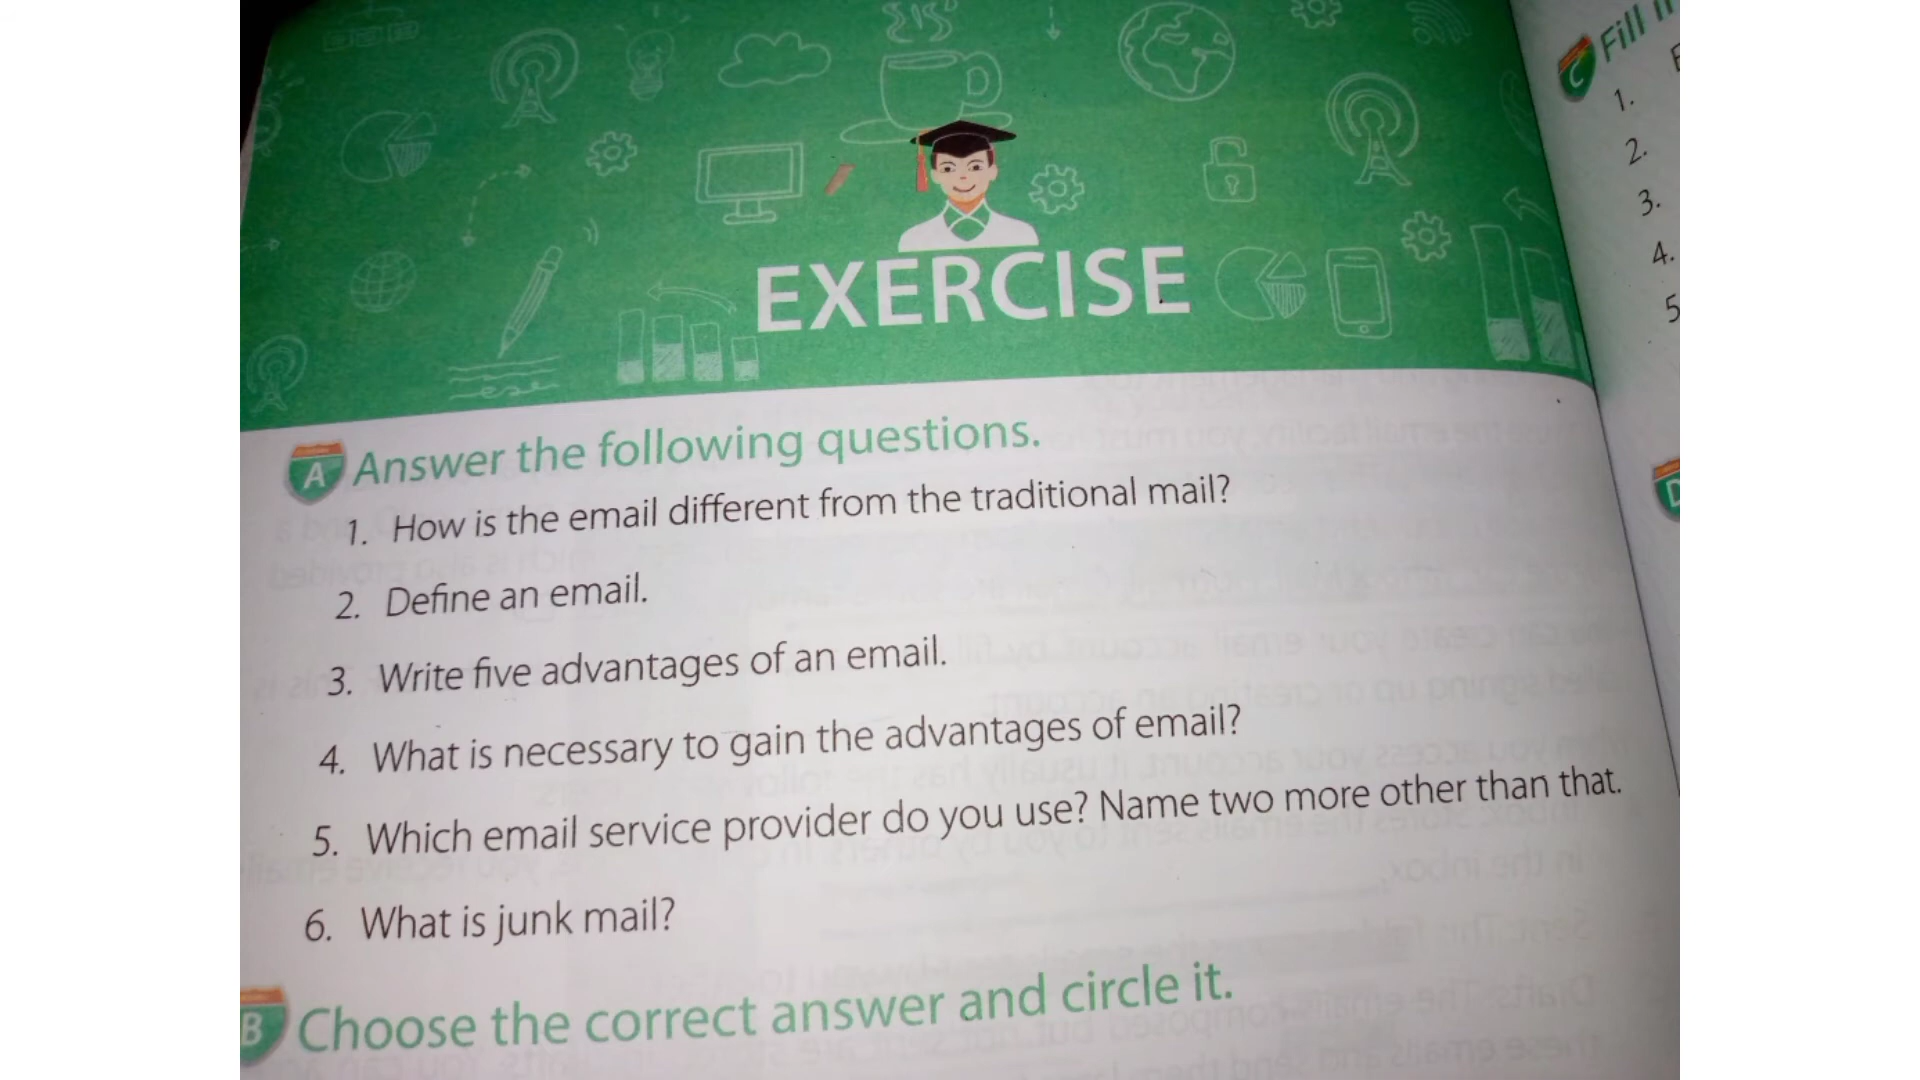 EXERCISE
A Answer the following questions.
1. How is the email different from the traditional mail?
2. Define an email.
3. Write five advantages of an email.
4. What is necessary to gain the advantages of email?
5. Which email service provider do you use? Name two more other than that.
6. What is junk mail?
B Choose the correct answer and circle it.
C Fill
1.
2.
3.
4.
5
D